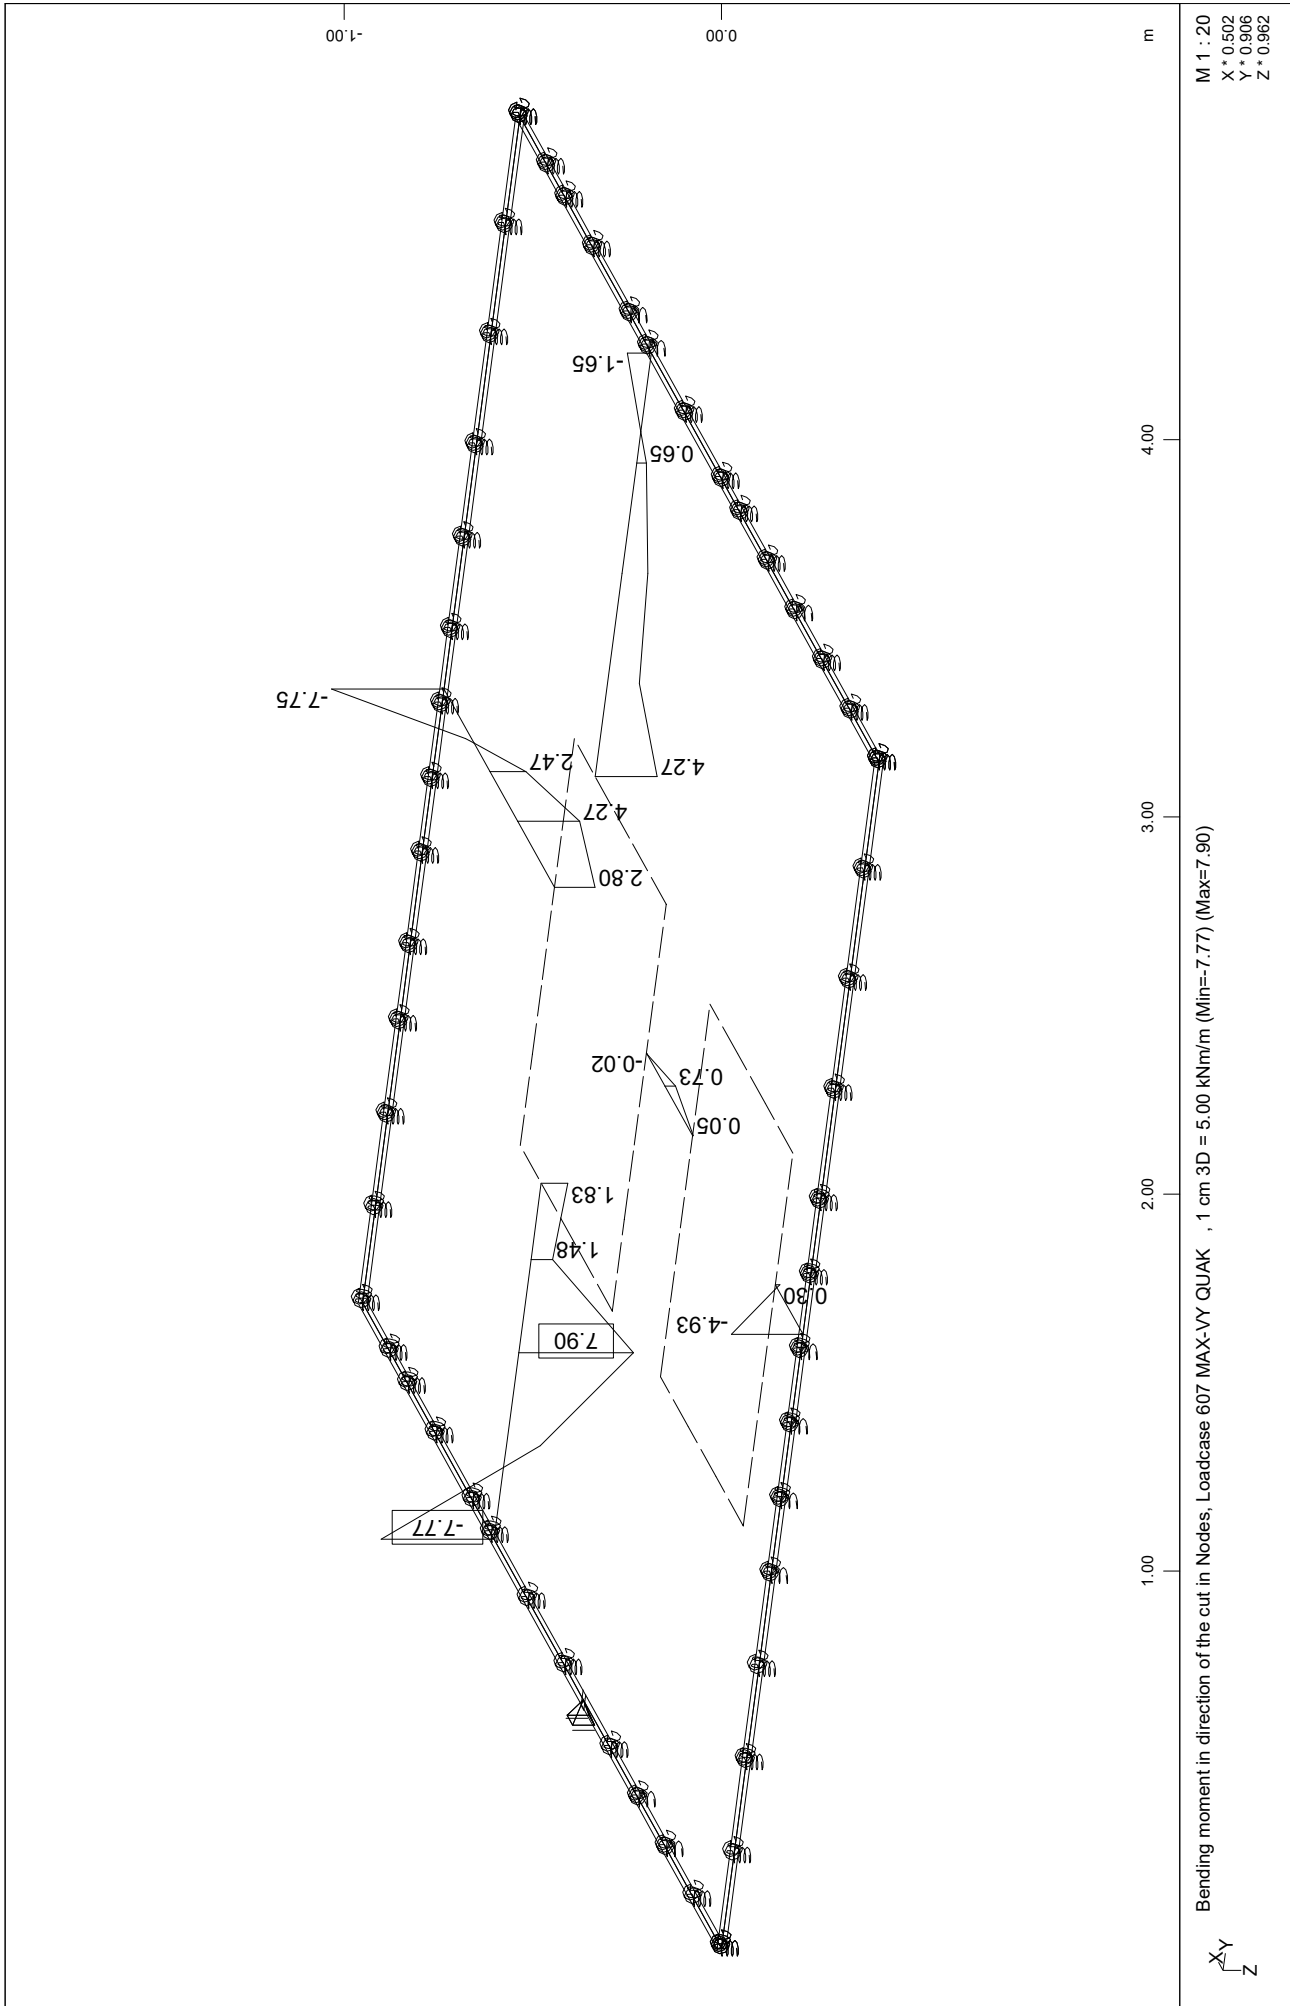 -1.00
0.00
m
-1.65
0.65
4.27
-7.75
2.47
4.27
2.80
-0.02
0.73
0.05
1.83
1.48
7.90
-7.77
-4.93
0.30
1.00
2.00
3.00
4.00
M 1 : 20
X * 0.502
Y * 0.906
Z * 0.962
Bending moment in direction of the cut in Nodes, Loadcase 607 MAX-VY QUAK , 1 cm 3D = 5.00 kNm/m (Min=-7.77) (Max=7.90)
X
Y
Z